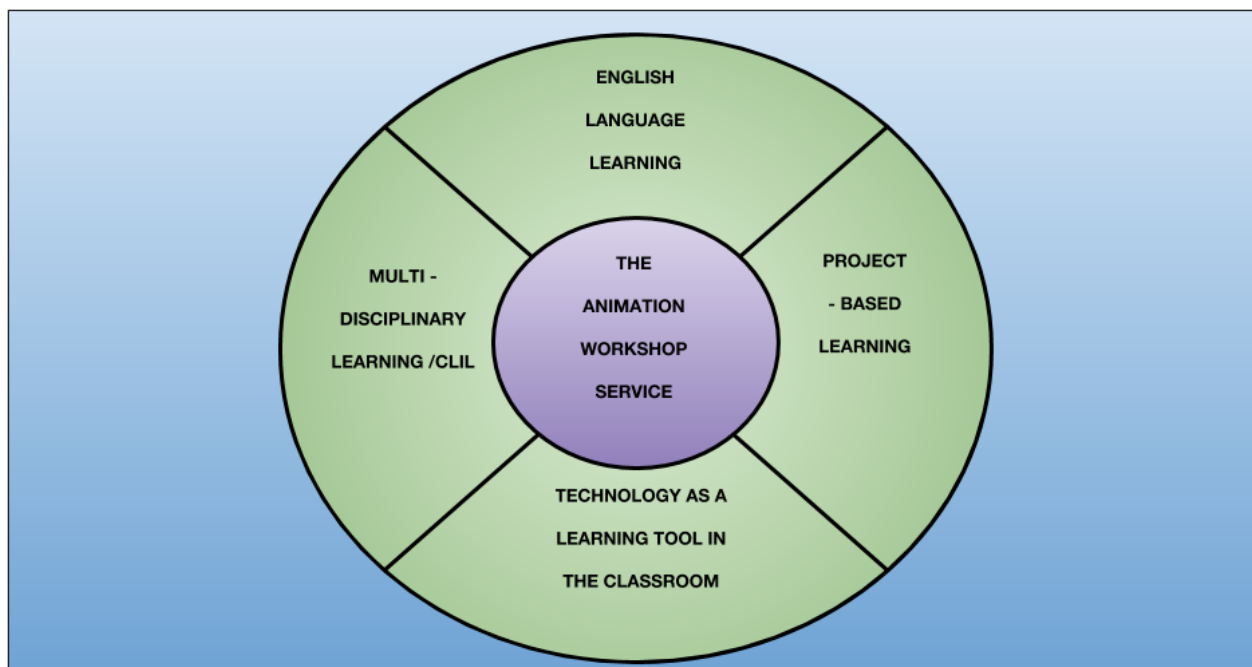 ENGLISH
LANGUAGE
LEARNING
MULTI -
DISCIPLINARY
LEARNING /CLIL
THE
ANIMATION
WORKSHOP
SERVICE
PROJECT
- BASED
LEARNING
TECHNOLOGY AS A
LEARNING TOOL IN
THE CLASSROOM